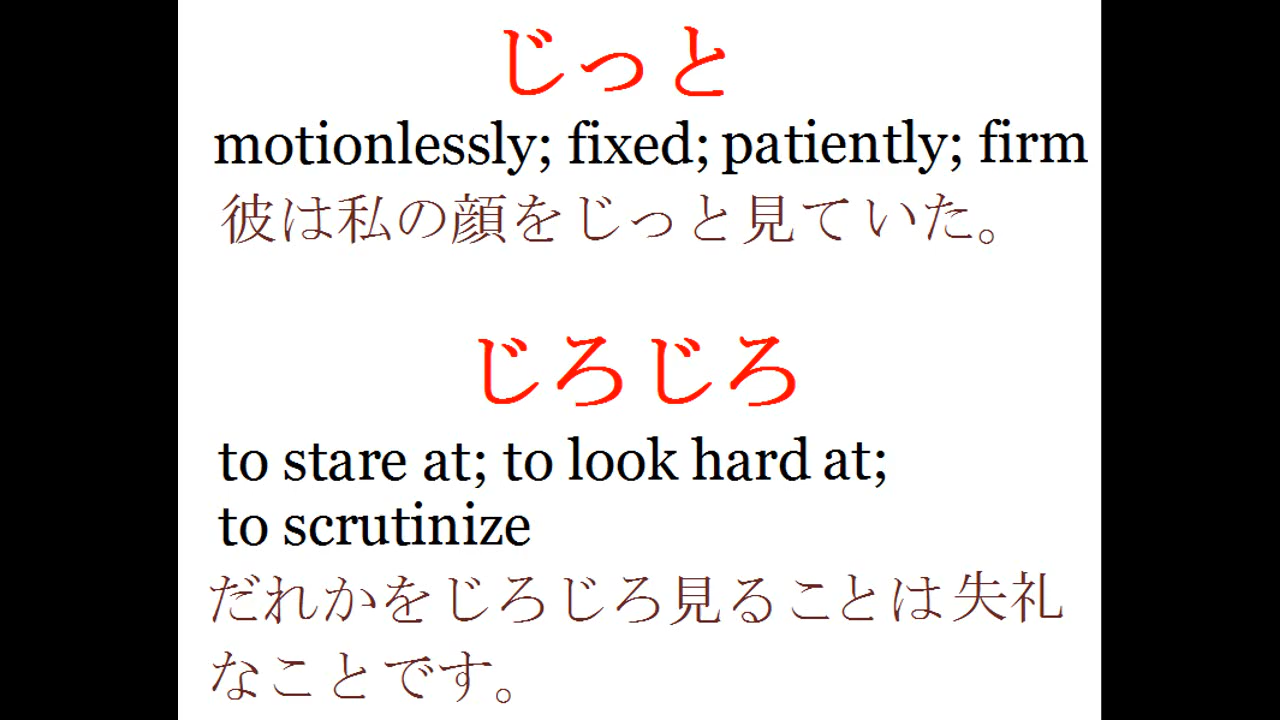 じっと
motionlessly; fixed; patiently; firm
彼は私の顔をじっと見ていた。
じろじろ
to stare at; to look hard at;
to scrutinize
だれかをじろじろ見ることは失礼
なことです。